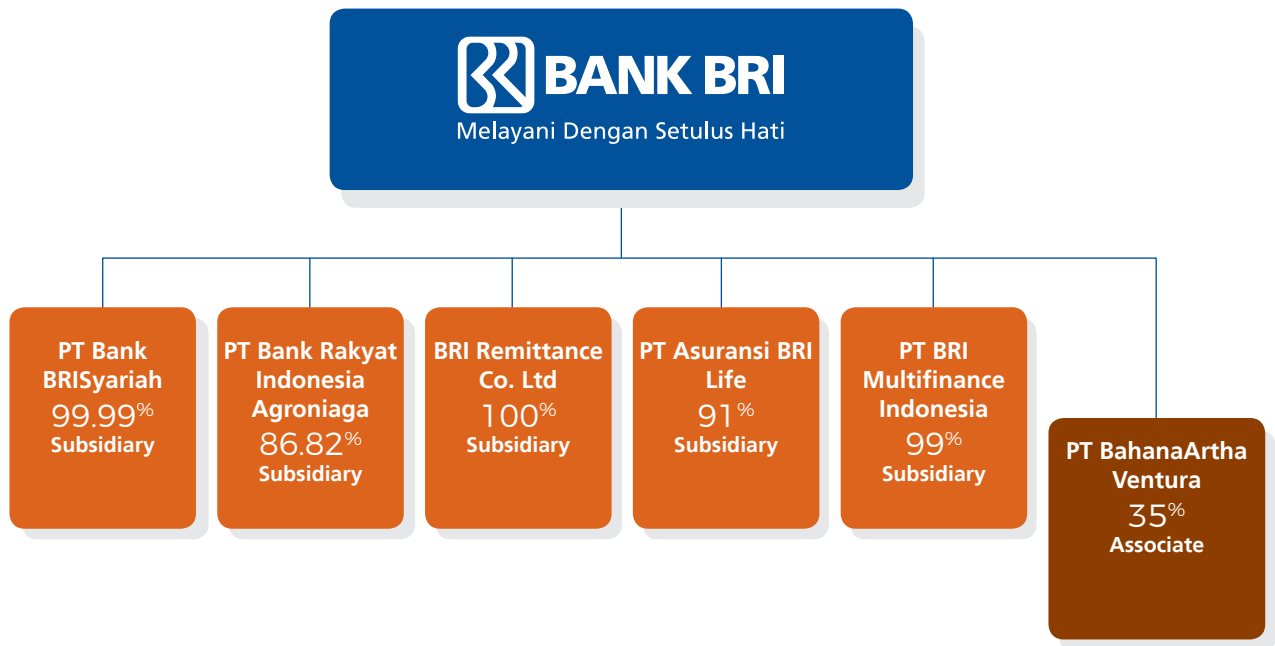 BANK BRI
Melayani Dengan Setulus Hati
PT Bank
BRISyariah
99.99%
Subsidiary
PT Bank Rakyat
Indonesia
Agroniaga
86.82%
Subsidiary
BRI Remittance
Co. Ltd
100%
Subsidiary
PT Asuransi BRI
Life
91%
Subsidiary
PT BRI
Multifinance
Indonesia
99%
Subsidiary
PT BahanaArtha
Ventura
35%
Associate